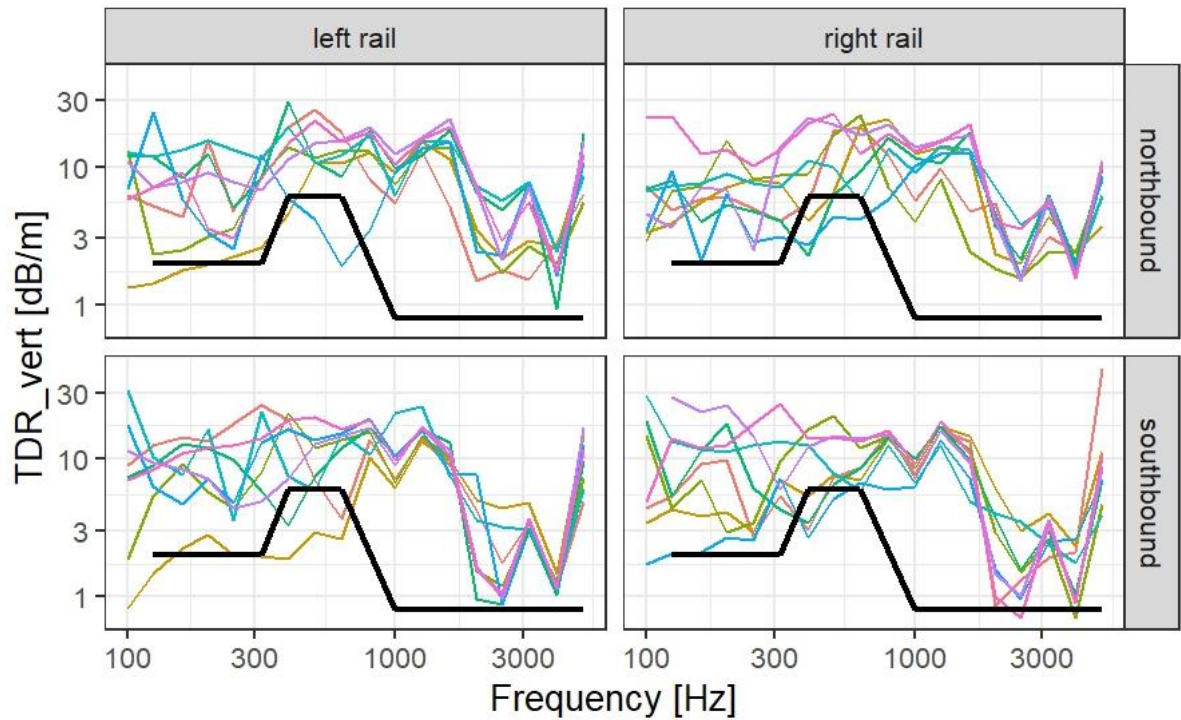 left rail
right rail
30
10
3
1
northbound
30
10
3
1
southbound
TDR_vert [dB/m]
100
300
1000
3000
100
300
1000
3000
Frequency [Hz]